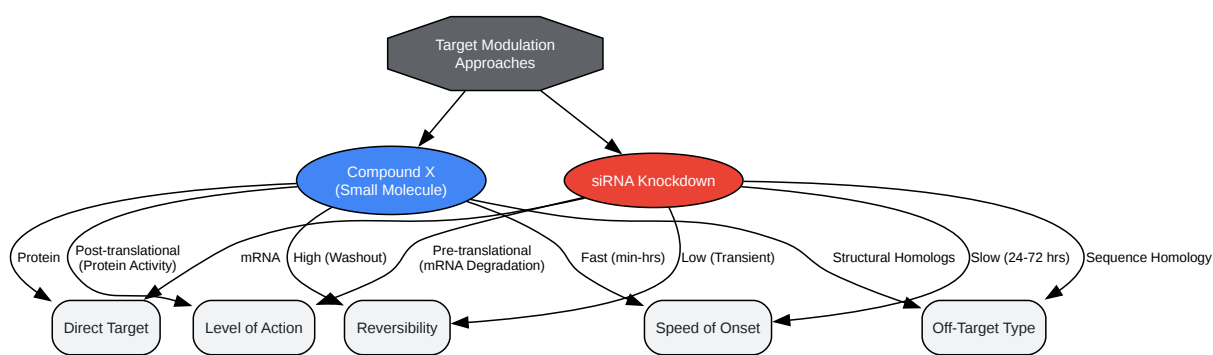 Target Modulation
Approaches
Compound X
(Small Molecule)
siRNA Knockdown
Protein
Post-translational
(Protein Activity)
mRNA
High (Washout)
Pre-translational
(mRNA Degradation)
Fast (min-hrs)
Low (Transient)
Structural Homologs
Slow (24-72 hrs)
Sequence Homology
Direct Target
Level of Action
Reversibility
Speed of Onset
Off-Target Type